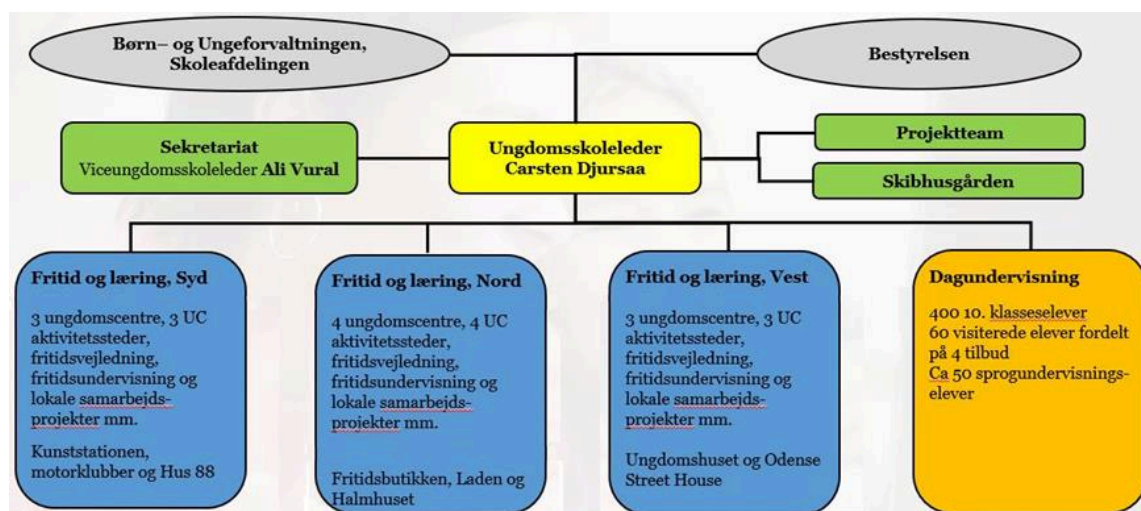 Børn– og Ungeforvaltningen,
Skoleafdelingen
Bestyrelsen
Sekretariat
Viceungdomsskoleleder Ali Vural
Ungdomsskoleleder
Carsten Djursaa
Projektteam
Skibhusgården
Fritid og læring, Syd
3 ungdomscentre, 3 UC
aktivitetssteder,
fritidsvejledning,
fritidsundervisning og
lokale samarbejds-
projekter mm.
Kunststationen,
motorklubber og Hus 88
Fritid og læring, Nord
4 ungdomscentre, 4 UC
aktivitetssteder,
fritidsvejledning,
fritidsundervisning og
lokale samarbejds-
projekter mm.
Fritidsbutikken, Laden og
Halmhuset
Fritid og læring, Vest
3 ungdomscentre, 3 UC
aktivitetssteder,
fritidsvejledning,
fritidsundervisning og
lokale samarbejds-
projekter mm.
Ungdomshuset og Odense
Street House
Dagundervisning
400 10. klasseselever
60 visiterede elever fordelt
på 4 tilbud
Ca 50 sprogundervisnings-
elever